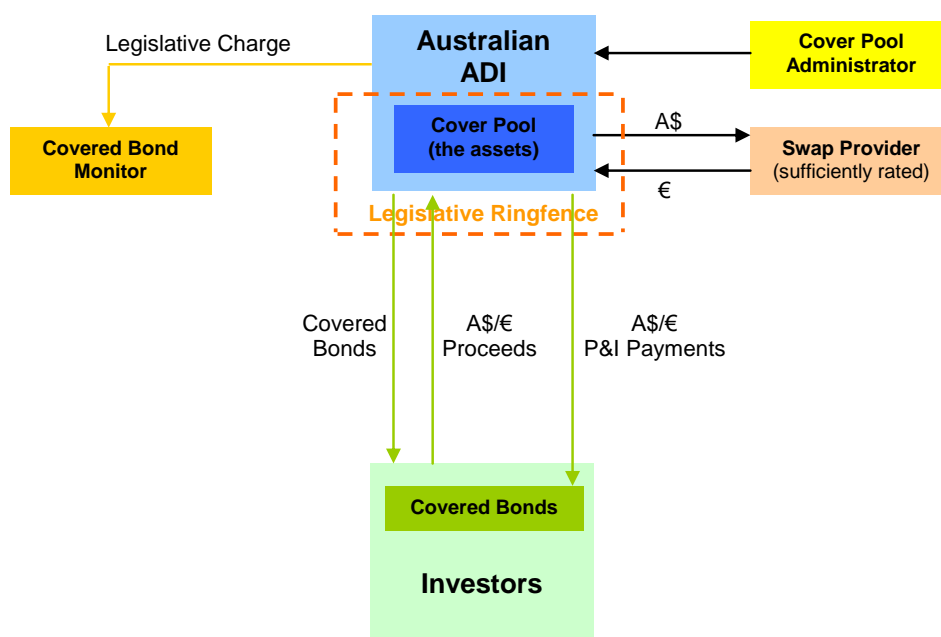 Legislative Charge
Australian
ADI
Cover Pool
Administrator
Covered Bond
Monitor
Cover Pool
(the assets)
A$
€
Swap Provider
(sufficiently rated)
Legislative Ringfence
Covered
Bonds
A$/€
Proceeds
A$/€
P&I Payments
Covered Bonds
Investors